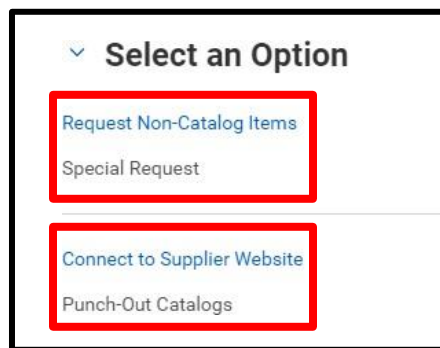 Select an Option
Request Non-Catalog Items
Special Request
Connect to Supplier Website
Punch-Out Catalogs